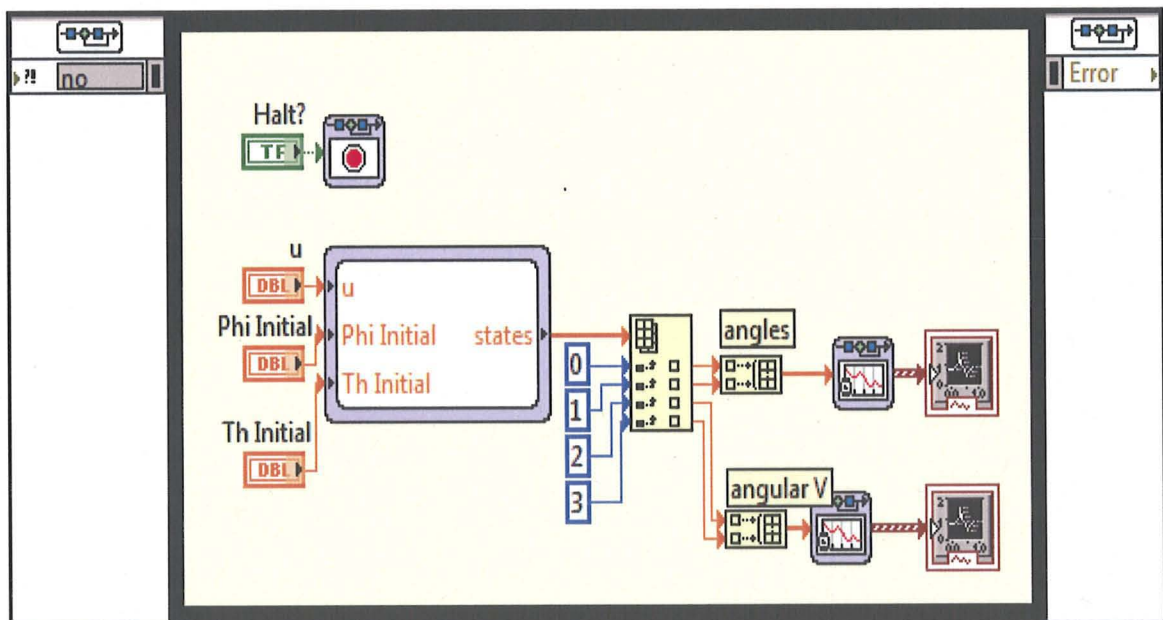 ?! no
Error
Halt?
TF
u
DBL
u
Phi Initial
DBL
Phi Initial
states
Th Initial
Th Initial
DBL
0
1
2
3
angles
angular V